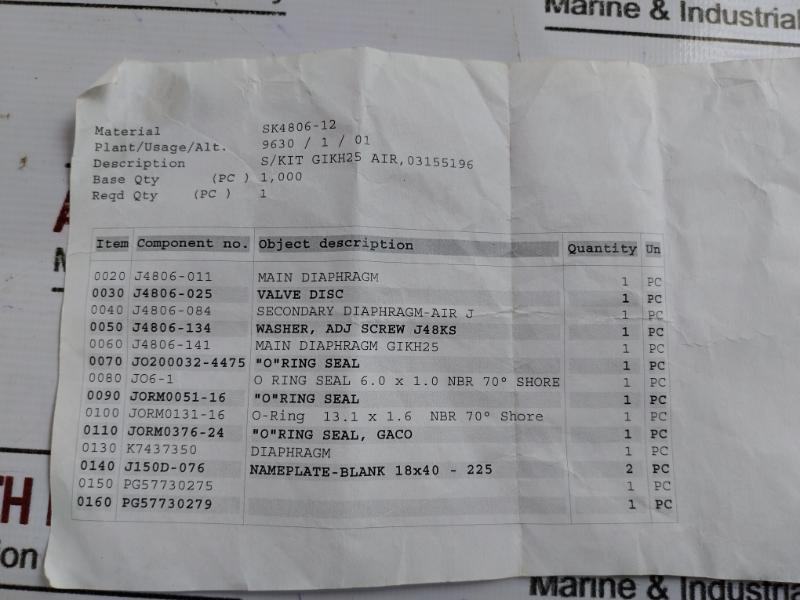 Marine & Industrial
Material SK4806-12
Plant/Usage/Alt. 9630 / 1 / 01
Description S/KIT GIKH25 AIR,03155196
Base Qty (PC ) 1,000
Reqd Qty (PC ) 1
Item Component no. Object description Quantity Un
0020 J4806-011 MAIN DIAPHRAGM 1 PC
0030 J4806-025 VALVE DISC 1 PC
0040 J4806-084 SECONDARY DIAPHRAGM-AIR J 1 PC
0050 J4806-134 WASHER, ADJ SCREW J48KS 1 PC
0060 J4806-141 MAIN DIAPHRAGM GIKH25 1 PC
0070 JO200032-4475 "O"RING SEAL 1 PC
0080 JO6-1 O RING SEAL 6.0 x 1.0 NBR 70° SHORE 1 PC
0090 JORM0051-16 "O"RING SEAL 1 PC
0100 JORM0131-16 O-Ring 13.1 x 1.6 NBR 70° Shore 1 PC
0110 JORM0376-24 "O"RING SEAL, GACO 1 PC
0130 K7437350 DIAPHRAGM 1 PC
0140 J150D-076 NAMEPLATE-BLANK 18x40 - 225 2 PC
0150 PG57730275 1 PC
0160 PG57730279 1 PC
TH
ion
Marine & Industria